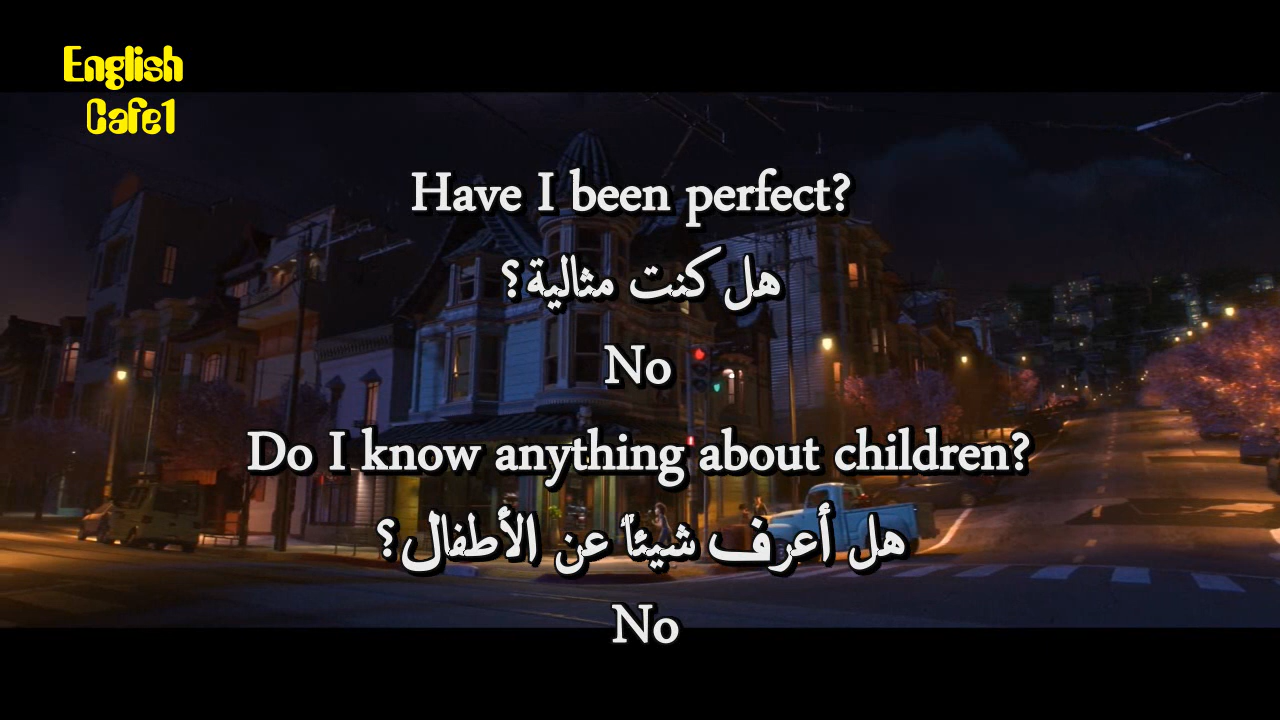 English
Cafe1
Have I been perfect?
هل كنت مثالية؟
No
Do I know anything about children?
هل أعرف شيئاً عن الأطفال؟
No